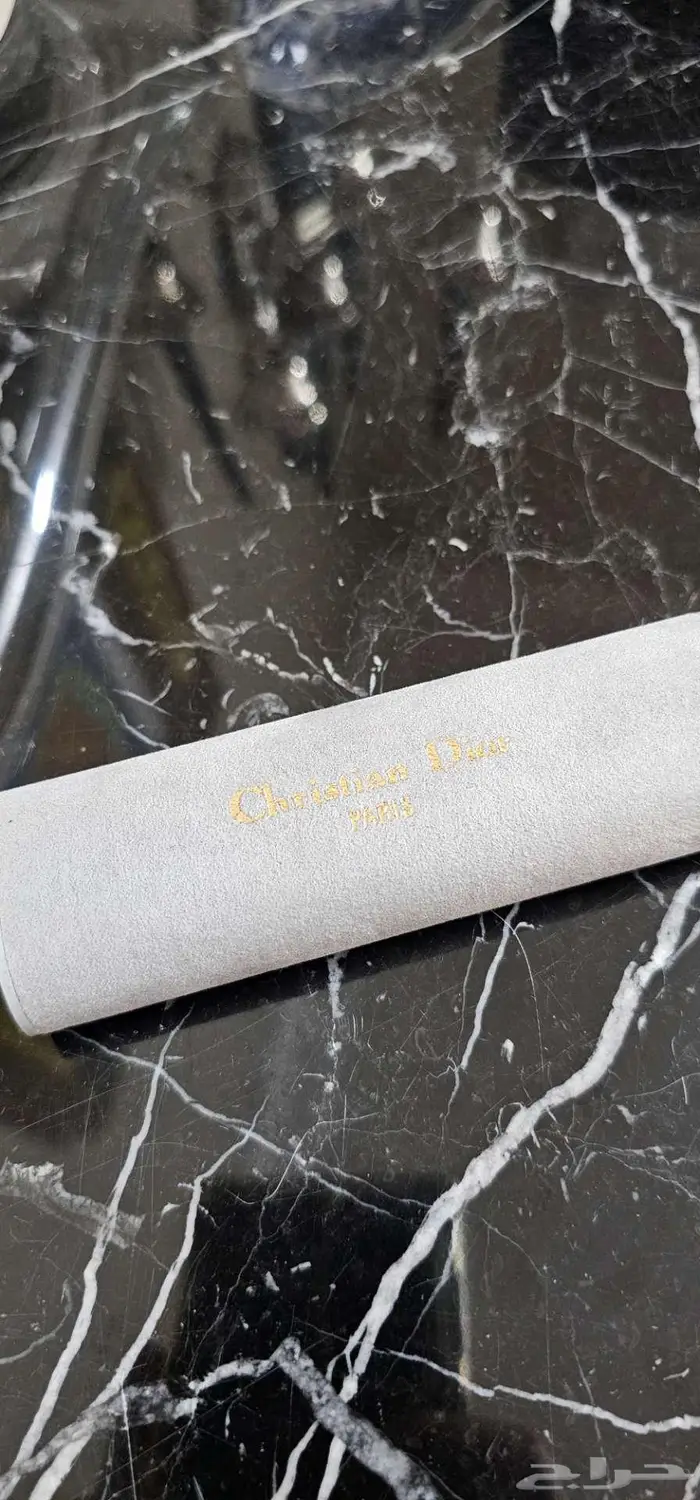 Christian Dior
PARIS
حراج